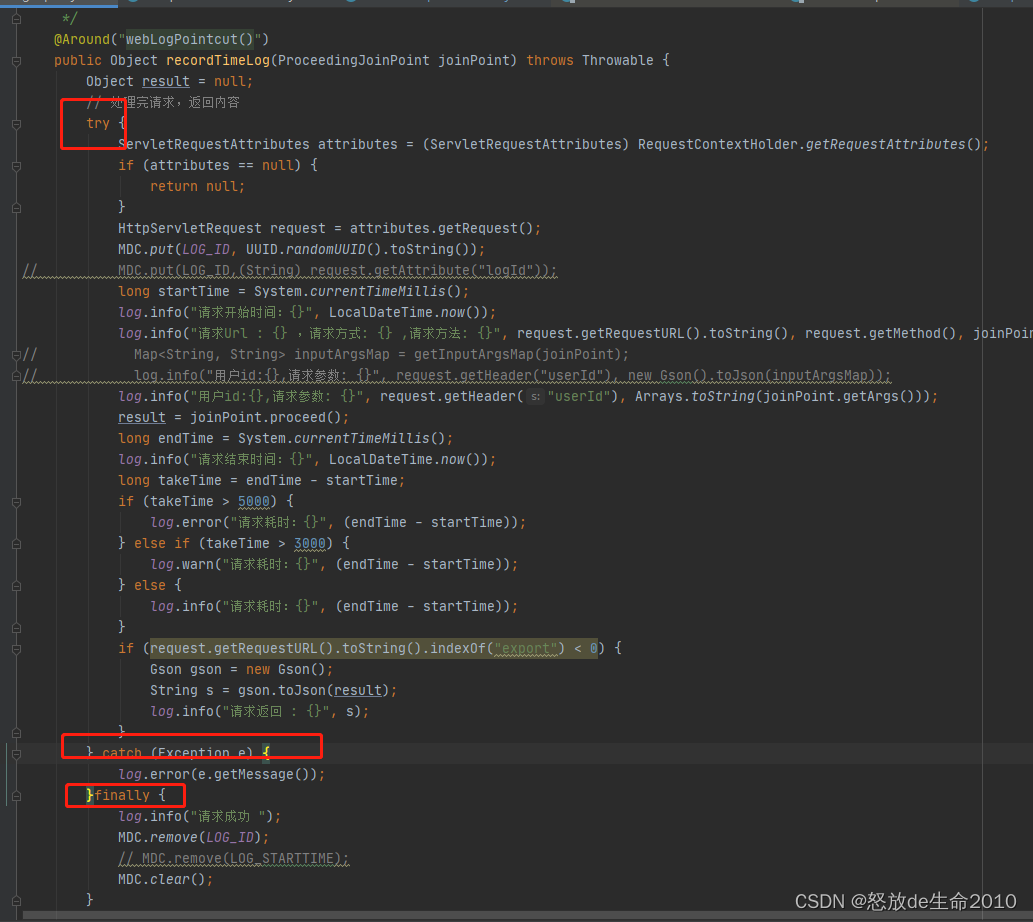 */
@Around("webLogPointcut()")
public Object recordTimeLog(ProceedingJoinPoint joinPoint) throws Throwable {
Object result = null;
// 处理完请求，返回内容
try {
ServletRequestAttributes attributes = (ServletRequestAttributes) RequestContextHolder.getRequestAttributes();
if (attributes == null) {
return null;
}
HttpServletRequest request = attributes.getRequest();
MDC.put(LOG_ID, UUID.randomUUID().toString());
// MDC.put(LOG_ID,(String) request.getAttribute("logId"));
long startTime = System.currentTimeMillis();
log.info("请求开始时间: {}", LocalDateTime.now());
log.info("请求Url : {} ，请求方式: {} ,请求方法: {}", request.getRequestURL().toString(), request.getMethod(), joinPoin
// Map<String, String> inputArgsMap = getInputArgsMap(joinPoint);
// log.info("用户id:{},请求参数: {}", request.getHeader("userId"), new Gson().toJson(inputArgsMap));
log.info("用户id:{},请求参数: {}", request.getHeader( s: "userId"), Arrays.toString(joinPoint.getArgs()));
result = joinPoint.proceed();
long endTime = System.currentTimeMillis();
log.info("请求结束时间: {}", LocalDateTime.now());
long takeTime = endTime - startTime;
if (takeTime > 5000) {
log.error("请求耗时: {}", (endTime - startTime));
} else if (takeTime > 3000) {
log.warn("请求耗时: {}", (endTime - startTime));
} else {
log.info("请求耗时: {}", (endTime - startTime));
}
if (request.getRequestURL().toString().indexOf("export") < 0) {
Gson gson = new Gson();
String s = gson.toJson(result);
log.info("请求返回 : {}", s);
}
} catch (Exception e) {
log.error(e.getMessage());
}finally {
log.info("请求成功 ");
MDC.remove(LOG_ID);
// MDC.remove(LOG_STARTTIME);
MDC.clear();
}
CSDN @怒放de生命2010